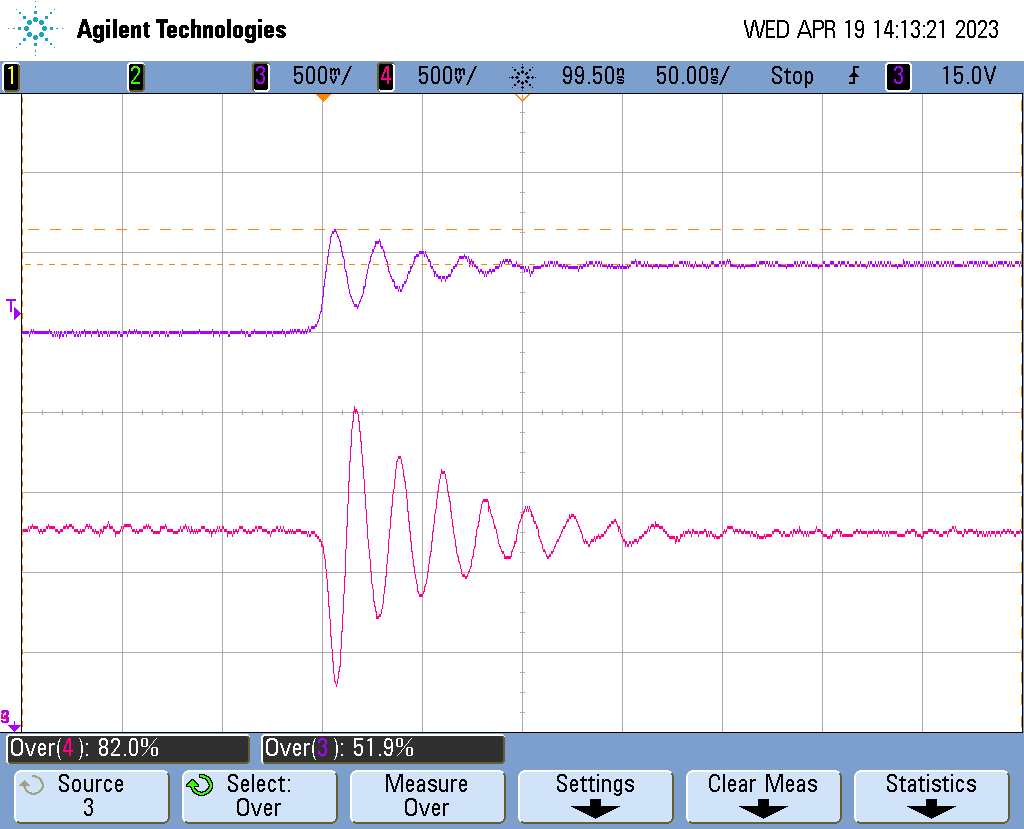 Agilent Technologies WED APR 19 14:13:21 2023
1 2 3 500mV/ 4 500mV/ 99.50s 50.00s/ Stop 3 15.0V
T
Over(4): 82.0% Over(3): 51.9%
Source Select: Measure Settings Clear Meas Statistics
3 Over Over